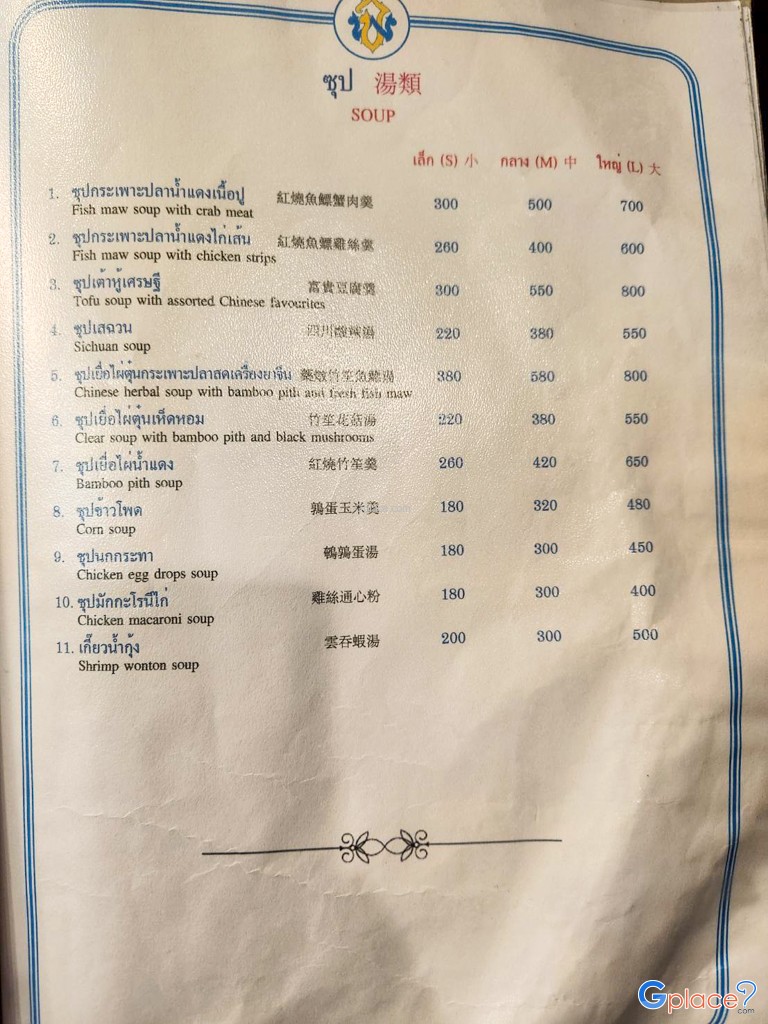 ซุป 湯類
SOUP
เล็ก (S) 小 กลาง (M) 中 ใหญ่ (L) 大
1. ซุปกระเพาะปลาน้ำแดงเนื้อปู 紅燒魚鰾蟹肉羹 300 500 700
Fish maw soup with crab meat
2. ซุปกระเพาะปลาน้ำแดงไก่เส้น 紅燒魚鰾雞絲羹 260 400 600
Fish maw soup with chicken strips
3. ซุปเต้าหู้เศรษฐี 富貴豆腐羹 300 550 800
Tofu soup with assorted Chinese favourites
4. ซุปเสฉวน 四川酸辣湯 220 380 550
Sichuan soup
5. ซุปเยื่อไผ่ตุ๋นกระเพาะปลาสดเครื่องยาจีน 380 580 800
Chinese herbal soup with bamboo pith and fresh fish maw
6. ซุปเยื่อไผ่ตุ๋นเห็ดหอม 竹笙花菇湯 220 380 550
Clear soup with bamboo pith and black mushrooms
7. ซุปเยื่อไผ่น้ำแดง 紅燒竹笙羹 260 420 650
Bamboo pith soup
8. ซุปข้าวโพด 鶉蛋玉米羹 180 320 480
Corn soup
9. ซุปนกกระทา 鵪鶉蛋湯 180 300 450
Chicken egg drops soup
10. ซุปมักกะโรนีไก่ 雞絲通心粉 180 300 400
Chicken macaroni soup
11. เกี๊ยวน้ำกุ้ง 雲吞蝦湯 200 300 500
Shrimp wonton soup
Gplace
.com